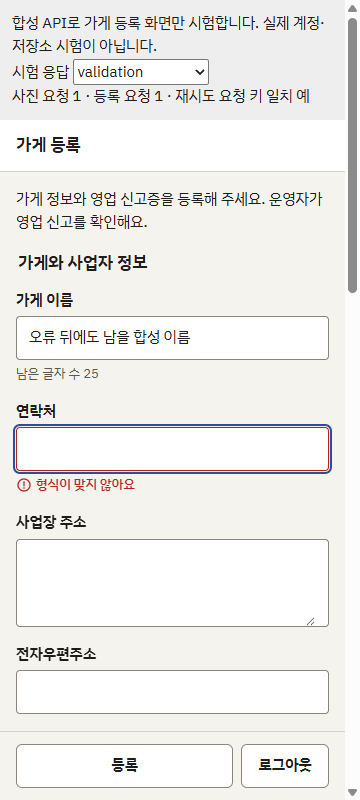 합성 API로 가게 등록 화면만 시험합니다. 실제 계정·
저장소 시험이 아닙니다.
시험 응답 validation
사진 요청 1 · 등록 요청 1 · 재시도 요청 키 일치 예
가게 등록
가게 정보와 영업 신고증을 등록해 주세요. 운영자가
영업 신고를 확인해요.
가게와 사업자 정보
가게 이름
오류 뒤에도 남을 합성 이름
남은 글자 수 25
연락처
형식이 맞지 않아요
사업장 주소
전자우편주소
등록 로그아웃